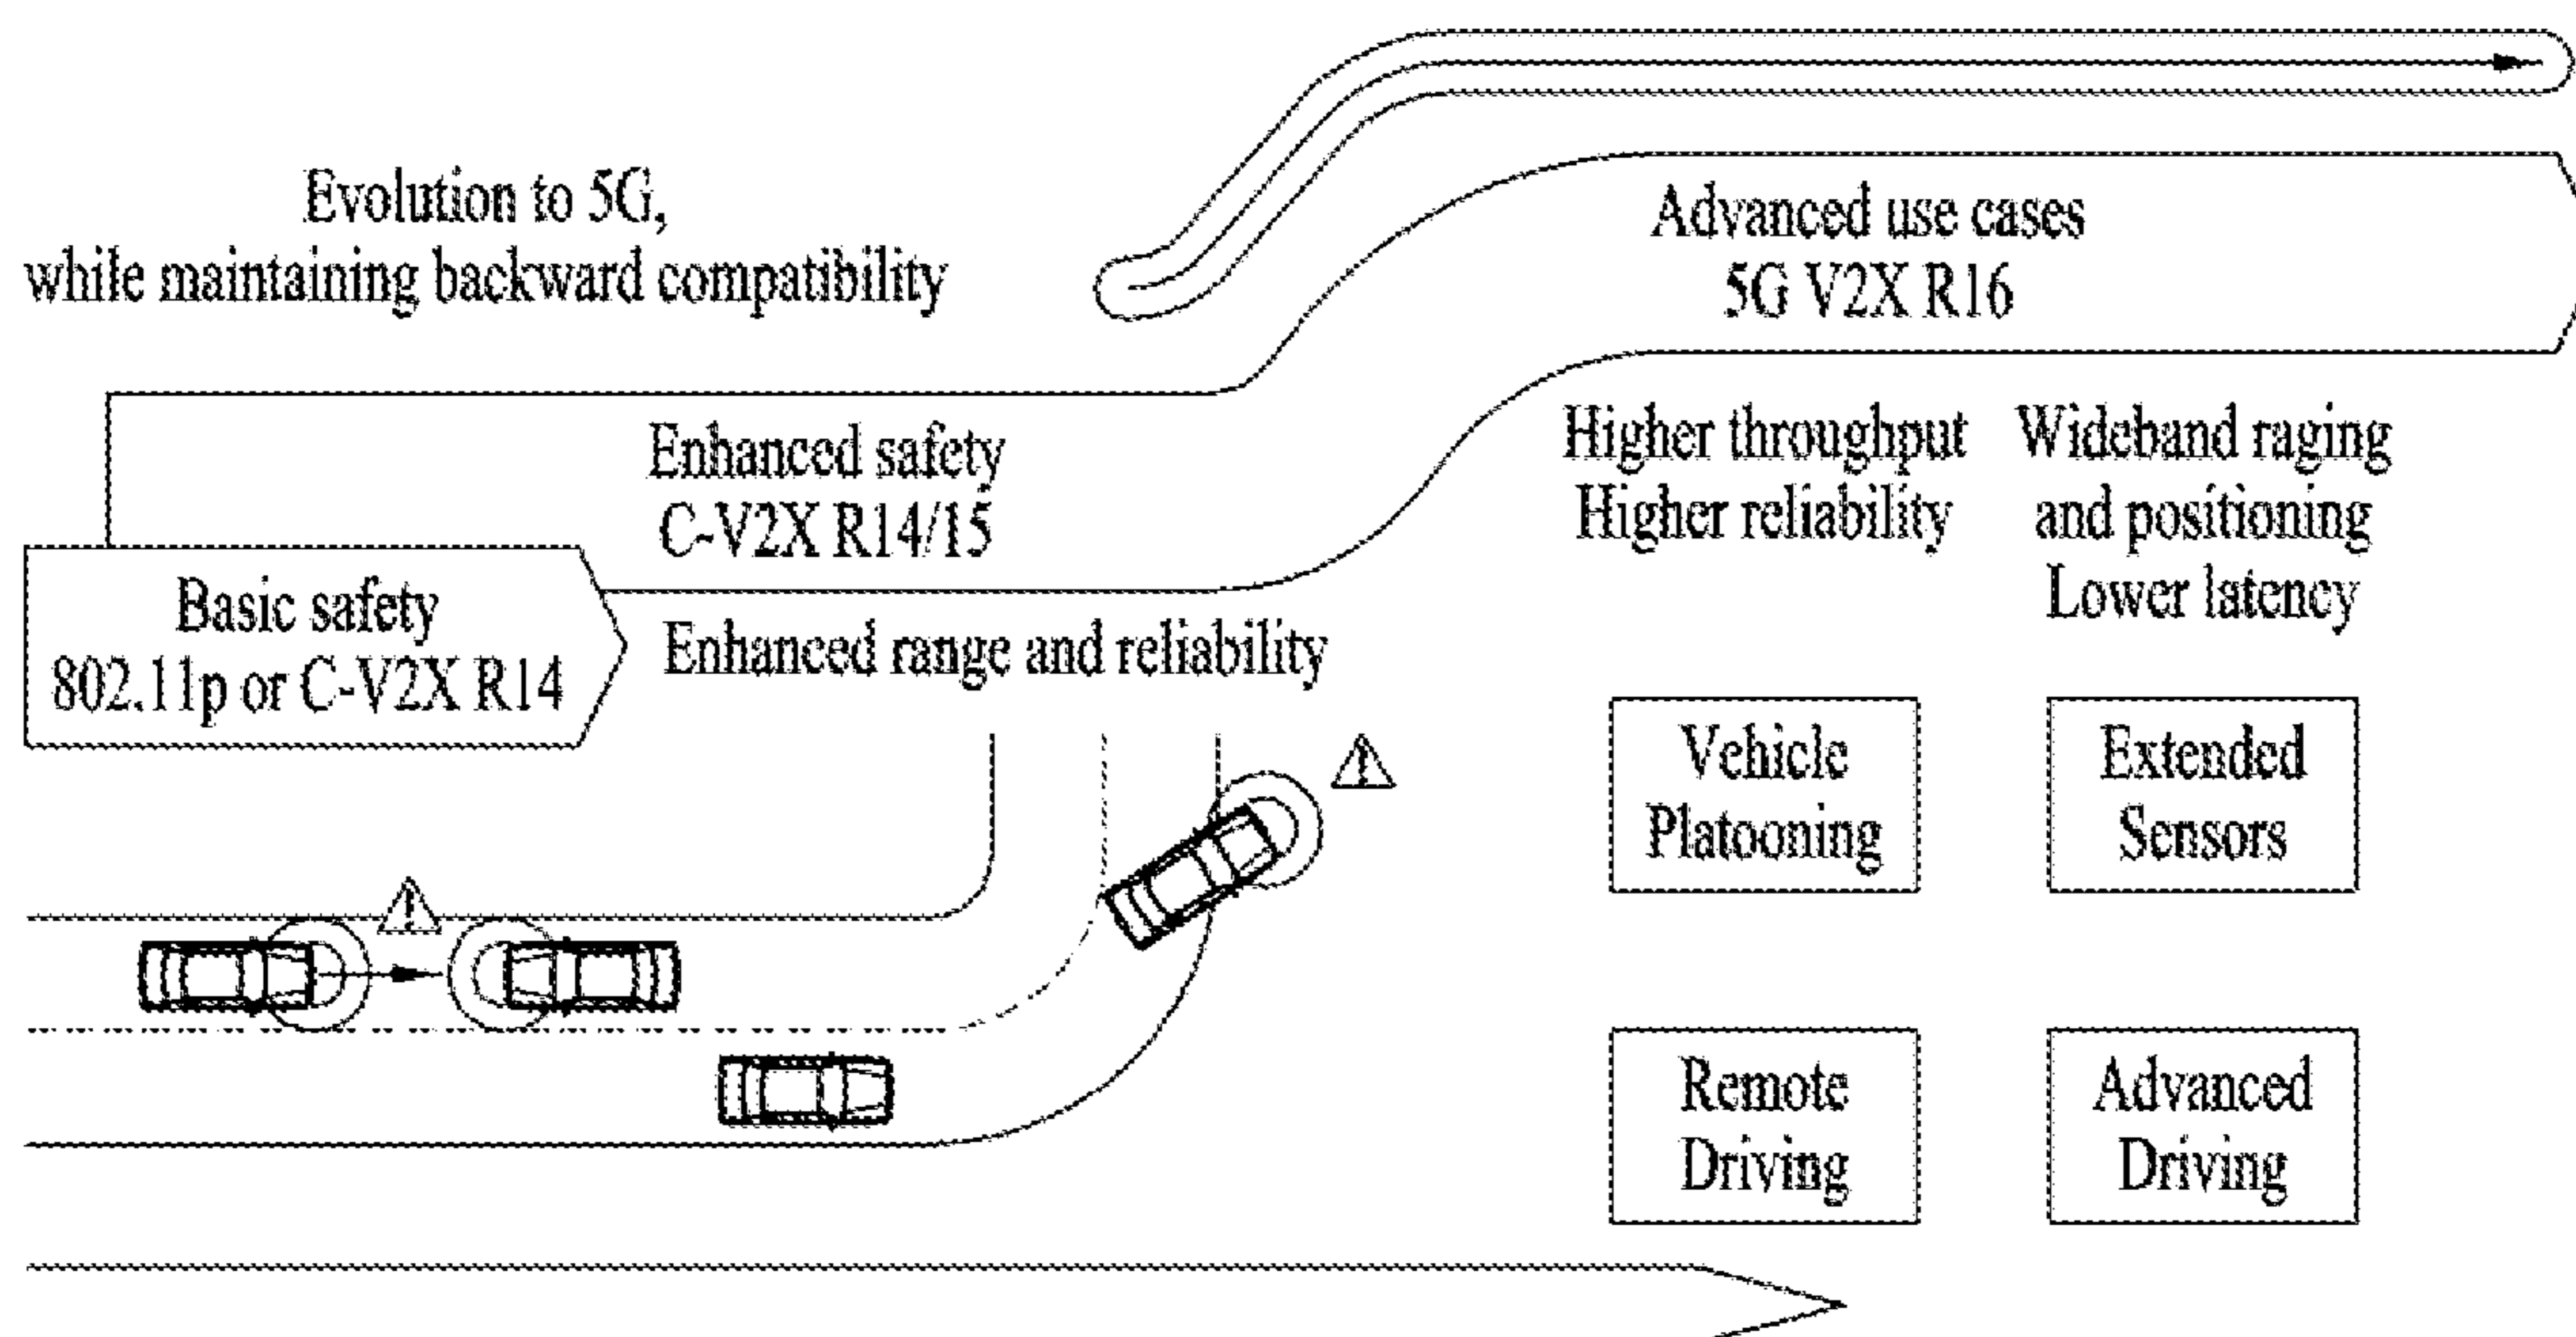 Evolution to 5G,
while maintaining backward compatibility
Advanced use cases
5G V2X R16
Enhanced safety
C-V2X R14/15
Basic safety
802.11p or C-V2X R14
Enhanced range and reliability
Higher throughput
Higher reliability
Wideband raging
and positioning
Lower latency
Vehicle
Platooning
Extended
Sensors
Remote
Driving
Advanced
Driving